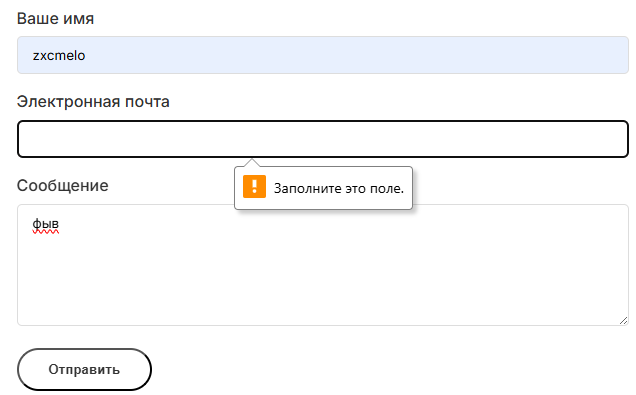 Ваше имя
zxcmelo
Электронная почта
Заполните это поле.
Сообщение
фыв
Отправить